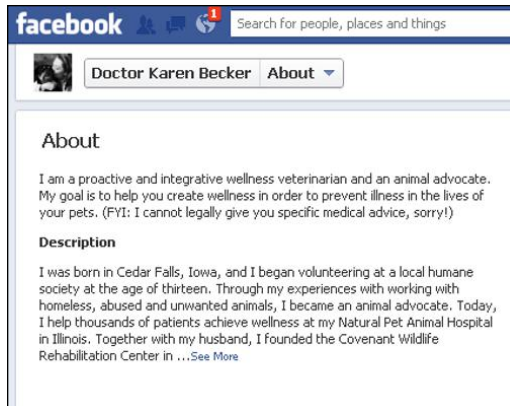 facebook 1 Search for people, places and things
Doctor Karen Becker About
About
I am a proactive and integrative wellness veterinarian and an animal advocate.
My goal is to help you create wellness in order to prevent illness in the lives of
your pets. (FYI: I cannot legally give you specific medical advice, sorry!)
Description
I was born in Cedar Falls, Iowa, and I began volunteering at a local humane
society at the age of thirteen. Through my experiences with working with
homeless, abused and unwanted animals, I became an animal advocate. Today,
I help thousands of patients achieve wellness at my Natural Pet Animal Hospital
in Illinois. Together with my husband, I founded the Covenant Wildlife
Rehabilitation Center in ...See More